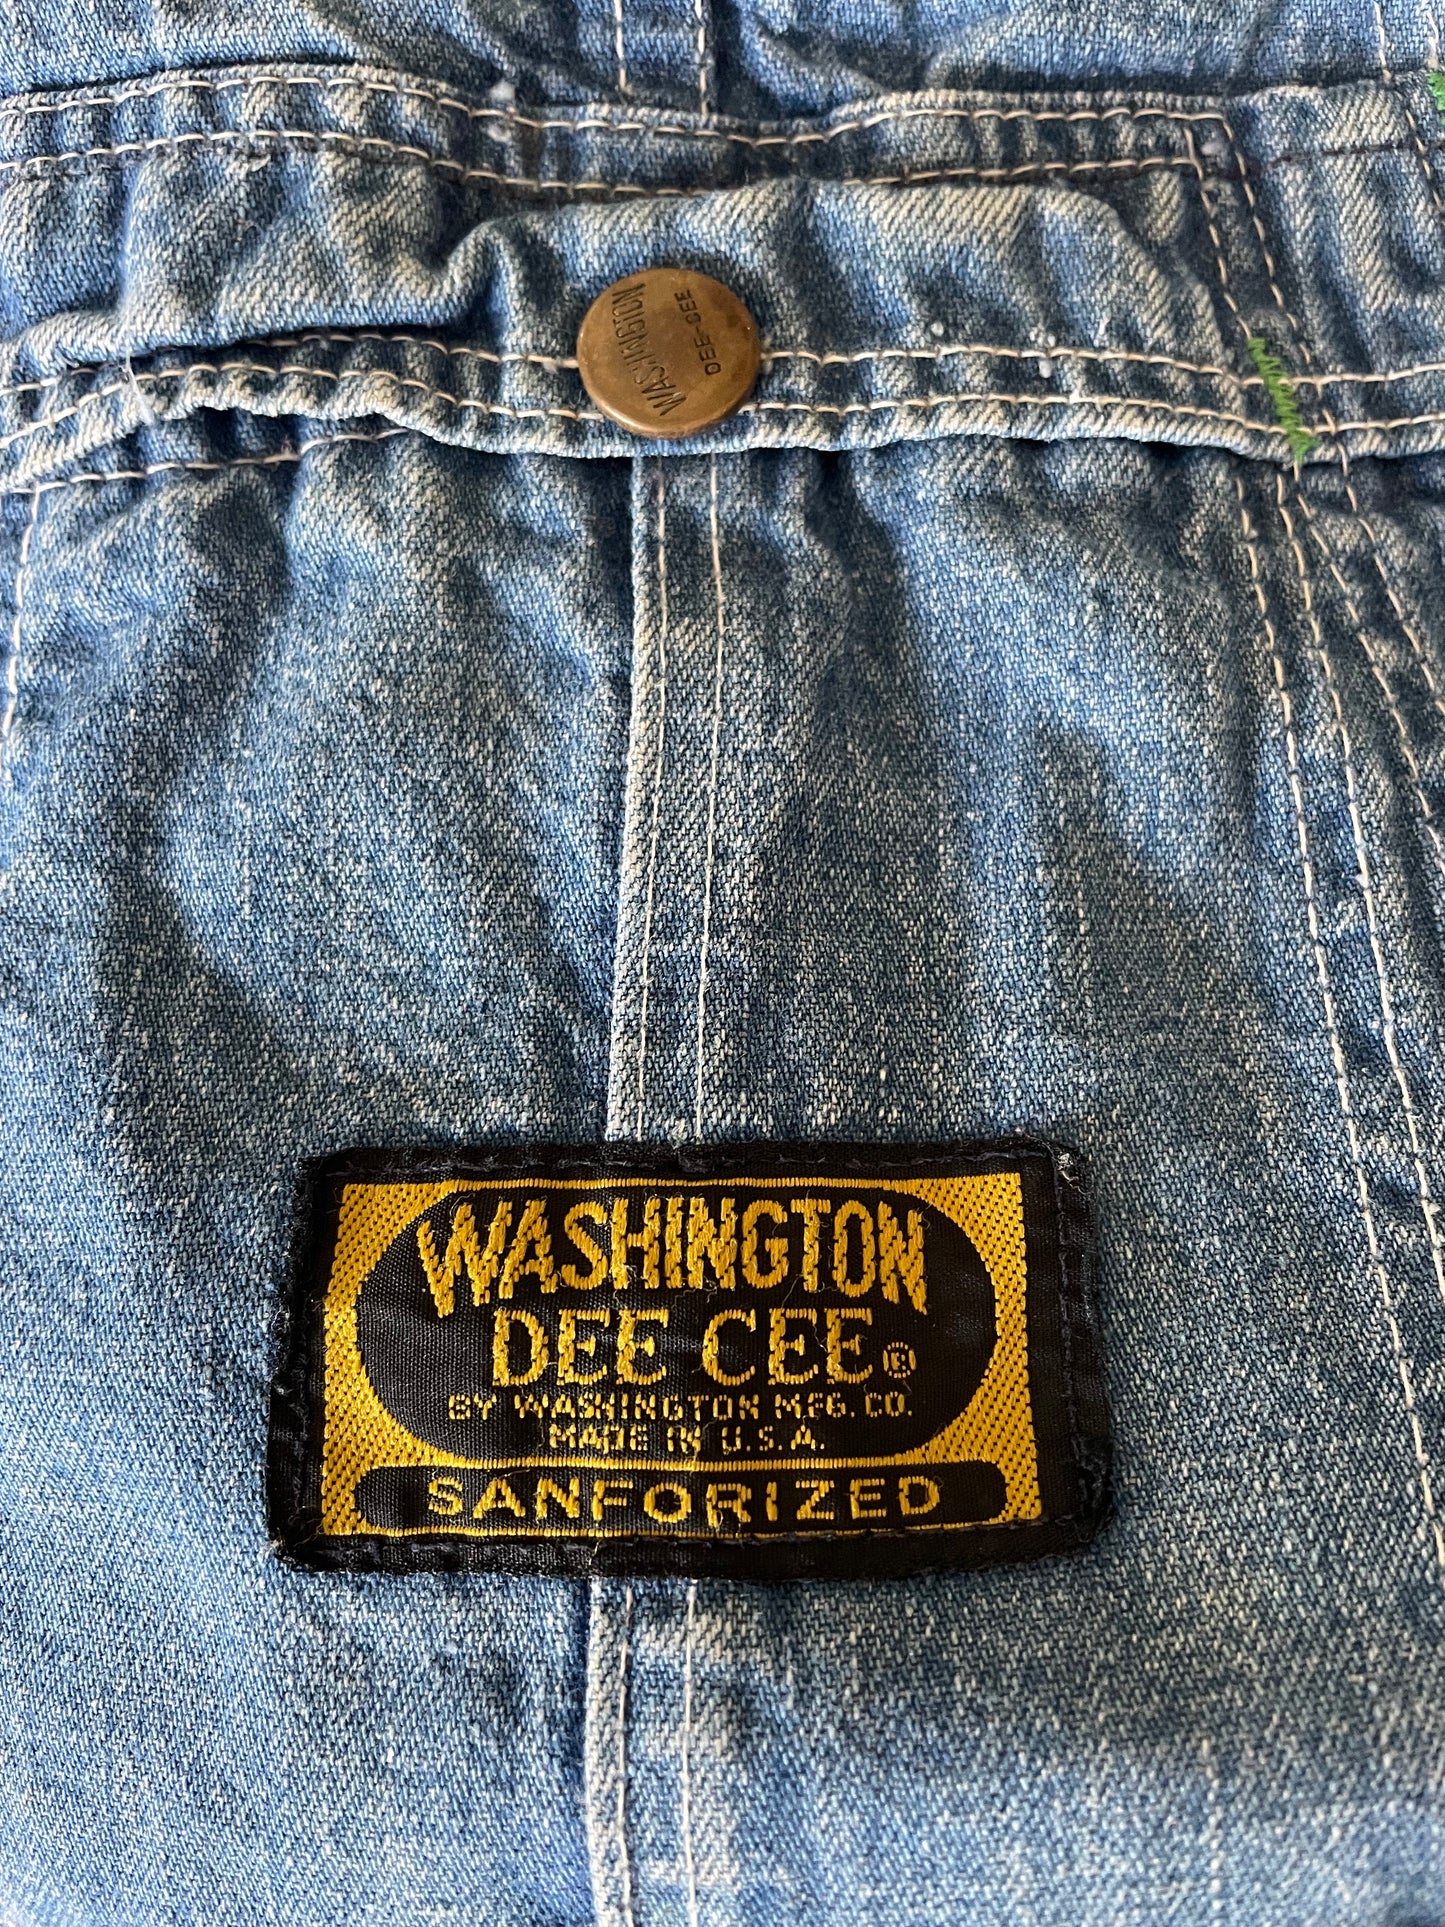 WASHINGTON
DEE-CEE
WASHINGTON
DEE CEE®
BY WASHINGTON MFG. CO.
MADE IN U.S.A.
SANFORIZED